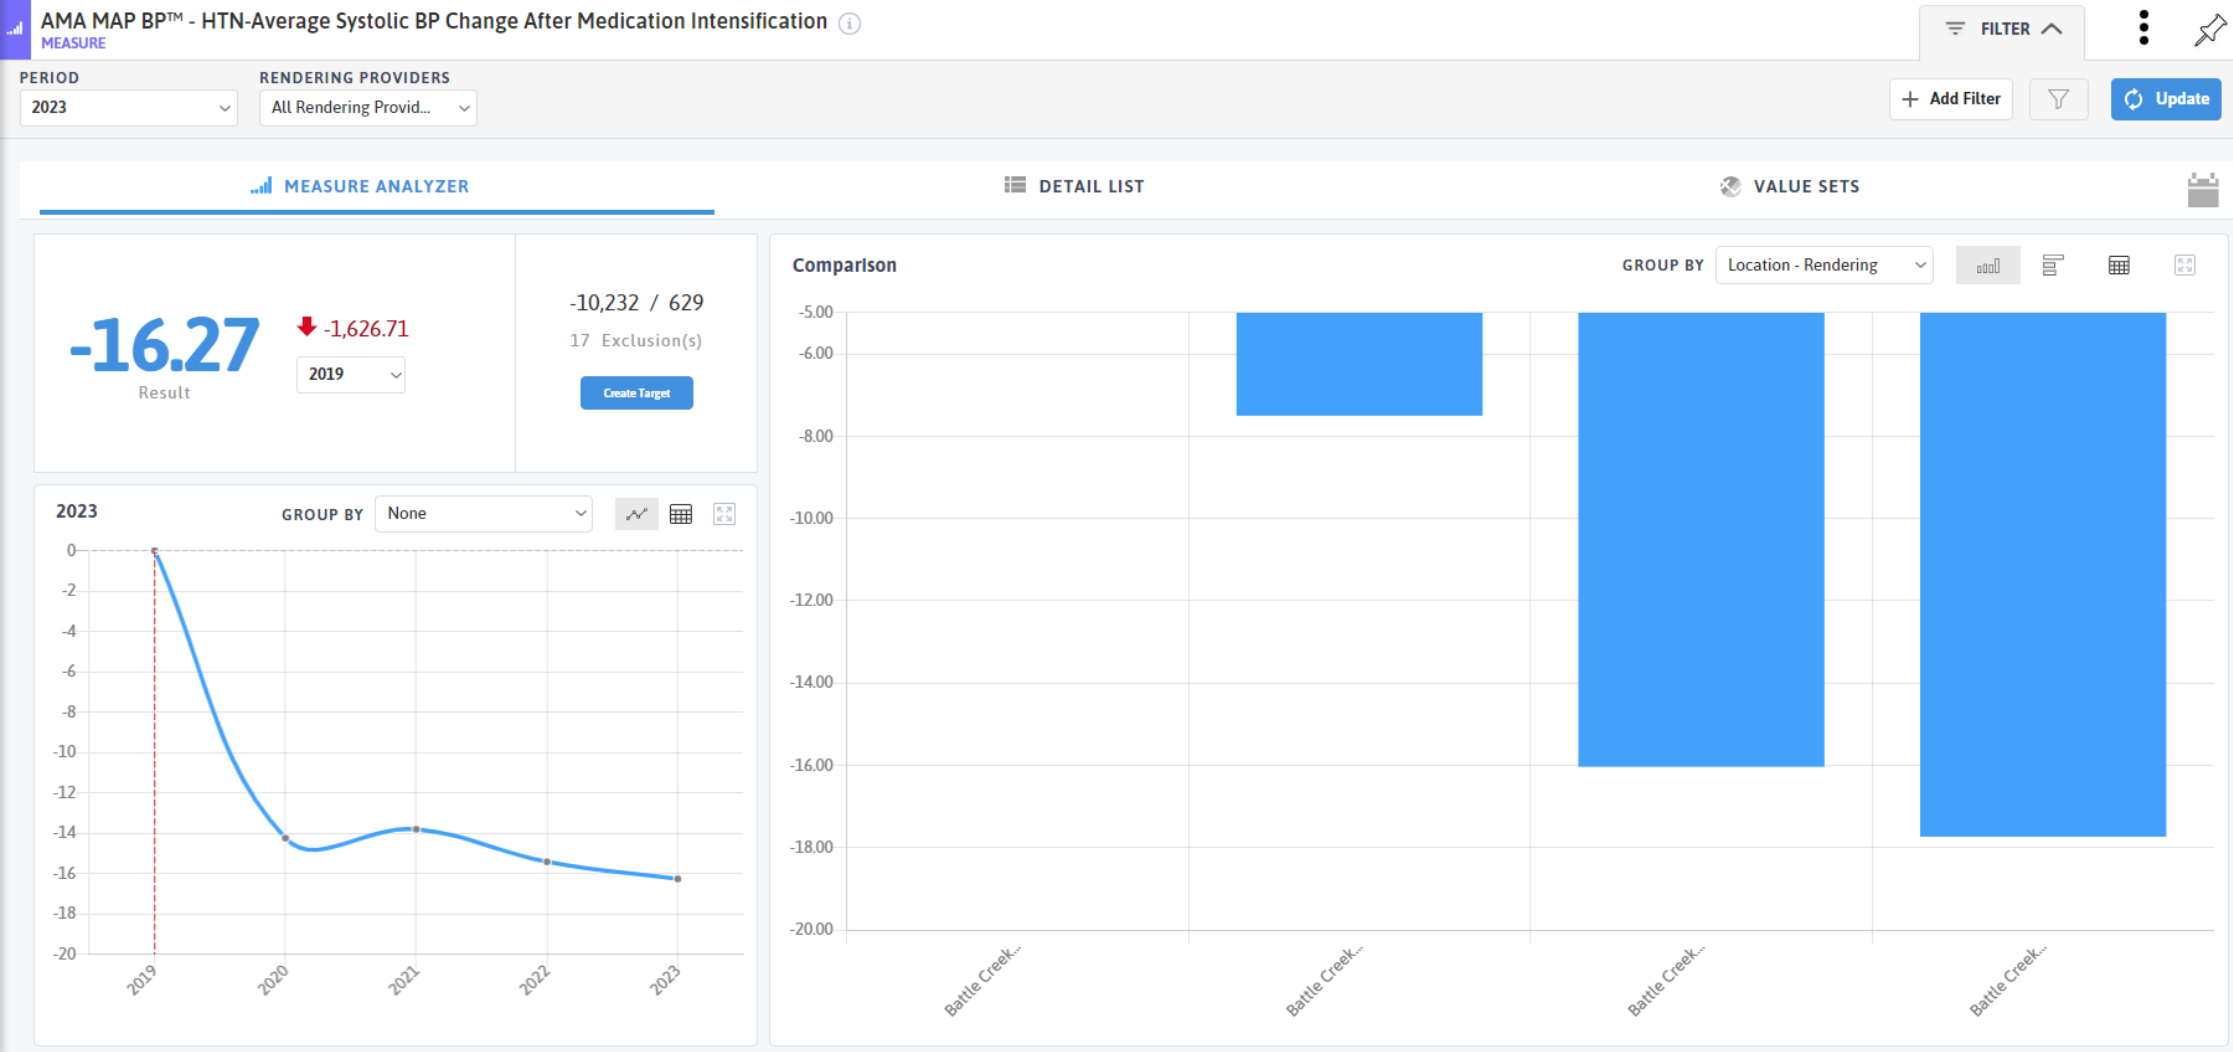 AMA MAP BP™ - HTN-Average Systolic BP Change After Medication Intensification
MEASURE
FILTER
PERIOD
2023
RENDERING PROVIDERS
All Rendering Provid...
Add Filter
Update
MEASURE ANALYZER
DETAIL LIST
VALUE SETS
-16.27
Result
-1,626.71
2019
-10,232 / 629
17 Exclusion(s)
Create Target
2023
GROUP BY
None
0
-2
-4
-6
-8
-10
-12
-14
-16
-18
-20
2019
2020
2021
2022
2023
Comparison
GROUP BY
Location - Rendering
-5.00
-6.00
-8.00
-10.00
-12.00
-14.00
-16.00
-18.00
-20.00
Battle Creek...
Battle Creek...
Battle Creek...
Battle Creek...